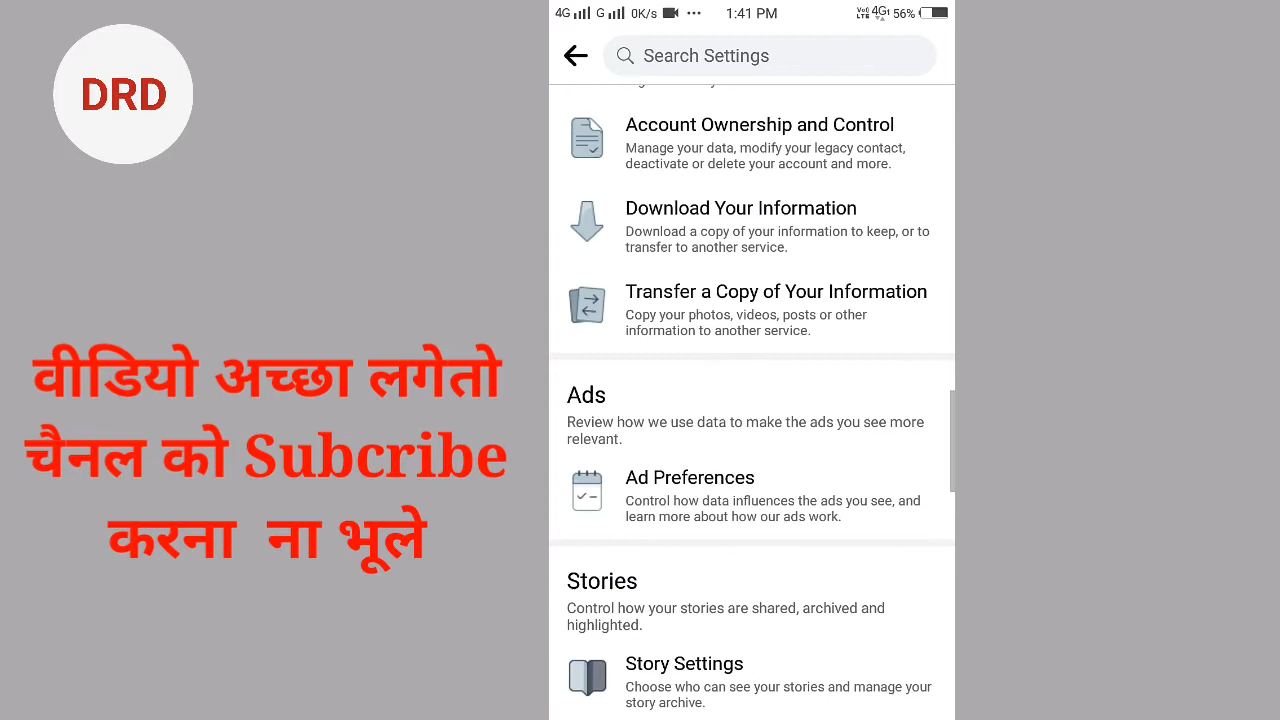 DRD
वीडियो अच्छा लगेतो
चैनल को Subcribe
करना ना भूले
4G G 0K/s ••• 1:41 PM VoLTE 4G 56%
Search Settings
Account Ownership and Control
Manage your data, modify your legacy contact,
deactivate or delete your account and more.
Download Your Information
Download a copy of your information to keep, or to
transfer to another service.
Transfer a Copy of Your Information
Copy your photos, videos, posts or other
information to another service.
Ads
Review how we use data to make the ads you see more
relevant.
Ad Preferences
Control how data influences the ads you see, and
learn more about how our ads work.
Stories
Control how your stories are shared, archived and
highlighted.
Story Settings
Choose who can see your stories and manage your
story archive.